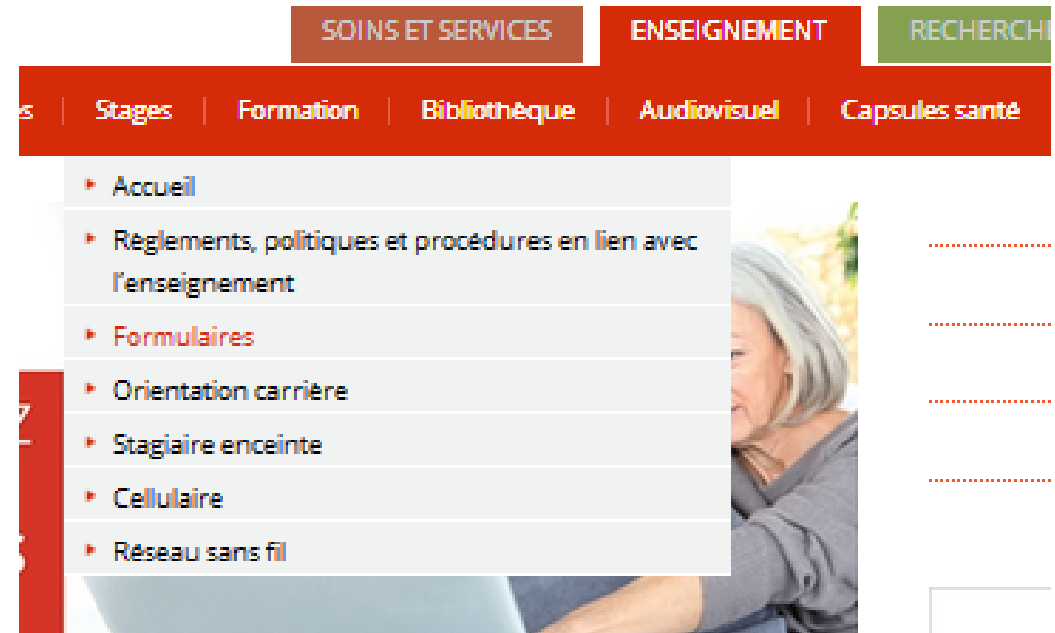 SOINS ET SERVICES
ENSEIGNEMENT
RECHERCHE
Stages
Formation
Bibliothèque
Audiovisuel
Capsules santé
Accueil
Règlements, politiques et procédures en lien avec
l'enseignement
Formulaires
Orientation carrière
Stagiaire enceinte
Cellulaire
Réseau sans fil